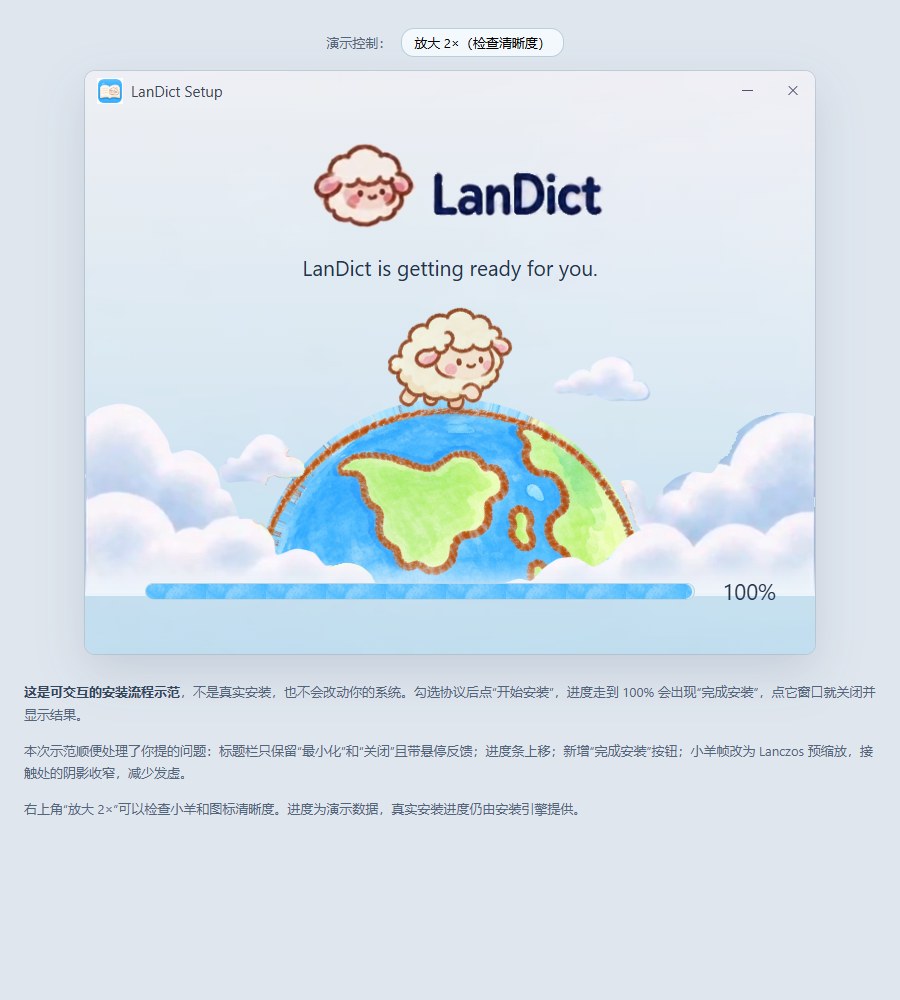 演示控制： 放大 2×（检查清晰度）
LanDict Setup
LanDict
LanDict is getting ready for you.
100%
这是可交互的安装流程示范，不是真实安装，也不会改动你的系统。勾选协议后点“开始安装”，进度走到 100% 会出现“完成安装”，点它窗口就关闭并
显示结果。
本次示范顺便处理了你提的问题：标题栏只保留“最小化”和“关闭”且带悬停反馈；进度条上移；新增“完成安装”按钮；小羊帧改为 Lanczos 预缩放，接
触处的阴影收窄，减少发虚。
右上角“放大 2×”可以检查小羊和图标清晰度。进度为演示数据，真实安装进度仍由安装引擎提供。